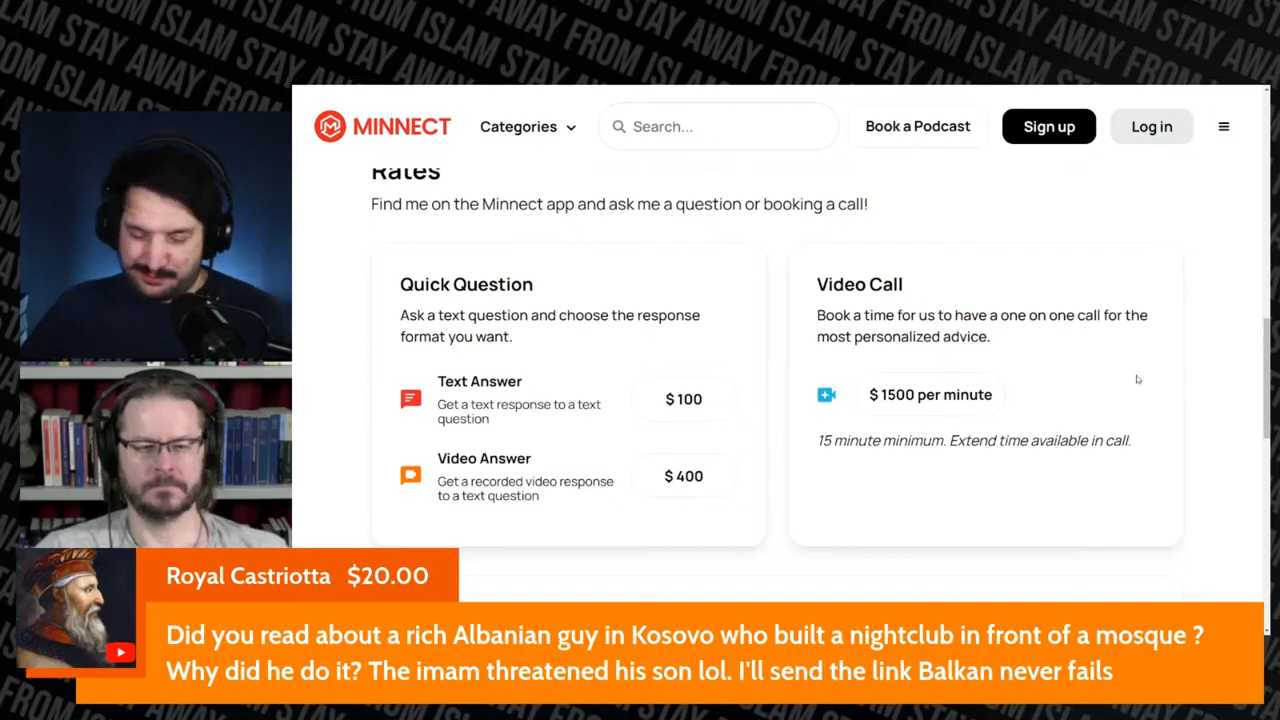 STAY AWAY FROM ISLAM
MINNECT
Categories
Search...
Book a Podcast
Sign up
Log in
Rates
Find me on the Minnect app and ask me a question or booking a call!
Quick Question
Ask a text question and choose the response
format you want.
Text Answer
Get a text response to a text
question
$ 100
Video Answer
Get a recorded video response
to a text question
$ 400
Video Call
Book a time for us to have a one on one call for the
most personalized advice.
$ 1500 per minute
15 minute minimum. Extend time available in call.
Royal Castriotta $20.00
Did you read about a rich Albanian guy in Kosovo who built a nightclub in front of a mosque ?
Why did he do it? The imam threatened his son lol. I'll send the link Balkan never fails